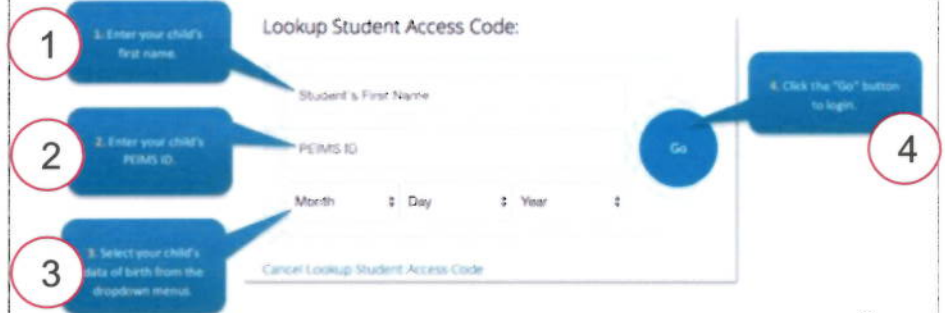 1
1. Enter your child's
first name.
Lookup Student Access Code:
Student's First Name
4. Click the "Go" button
to login.
4
2
2. Enter your child's
PEIMS ID.
PEIMS ID
Go
Month Day Year
3
3. Select your child's
data of birth from the
dropdown menus.
Cancel Lookup Student Access Code